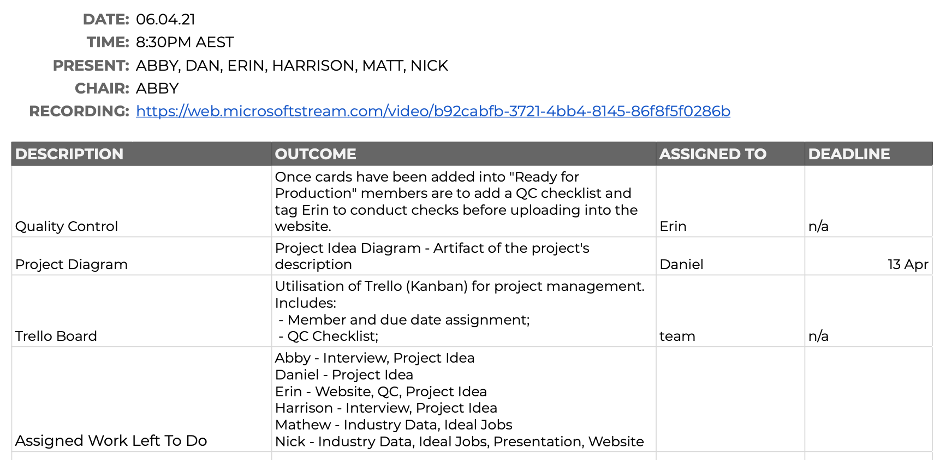 DATE: 06.04.21
TIME: 8:30PM AEST
PRESENT: ABBY, DAN, ERIN, HARRISON, MATT, NICK
CHAIR: ABBY
RECORDING: https://web.microsoftstream.com/video/b92cabfb-3721-4bb4-8145-86f8f5f0286b
DESCRIPTION OUTCOME ASSIGNED TO DEADLINE
Once cards have been added into "Ready for
Production" members are to add a QC checklist and
tag Erin to conduct checks before uploading into the
Quality Control website. Erin n/a
Project Idea Diagram - Artifact of the project's
Project Diagram description Daniel 13 Apr
Utilisation of Trello (Kanban) for project management.
Includes:
- Member and due date assignment;
Trello Board - QC Checklist; team n/a
Abby - Interview, Project Idea
Daniel - Project Idea
Erin - Website, QC, Project Idea
Harrison - Interview, Project Idea
Mathew - Industry Data, Ideal Jobs
Assigned Work Left To Do Nick - Industry Data, Ideal Jobs, Presentation, Website